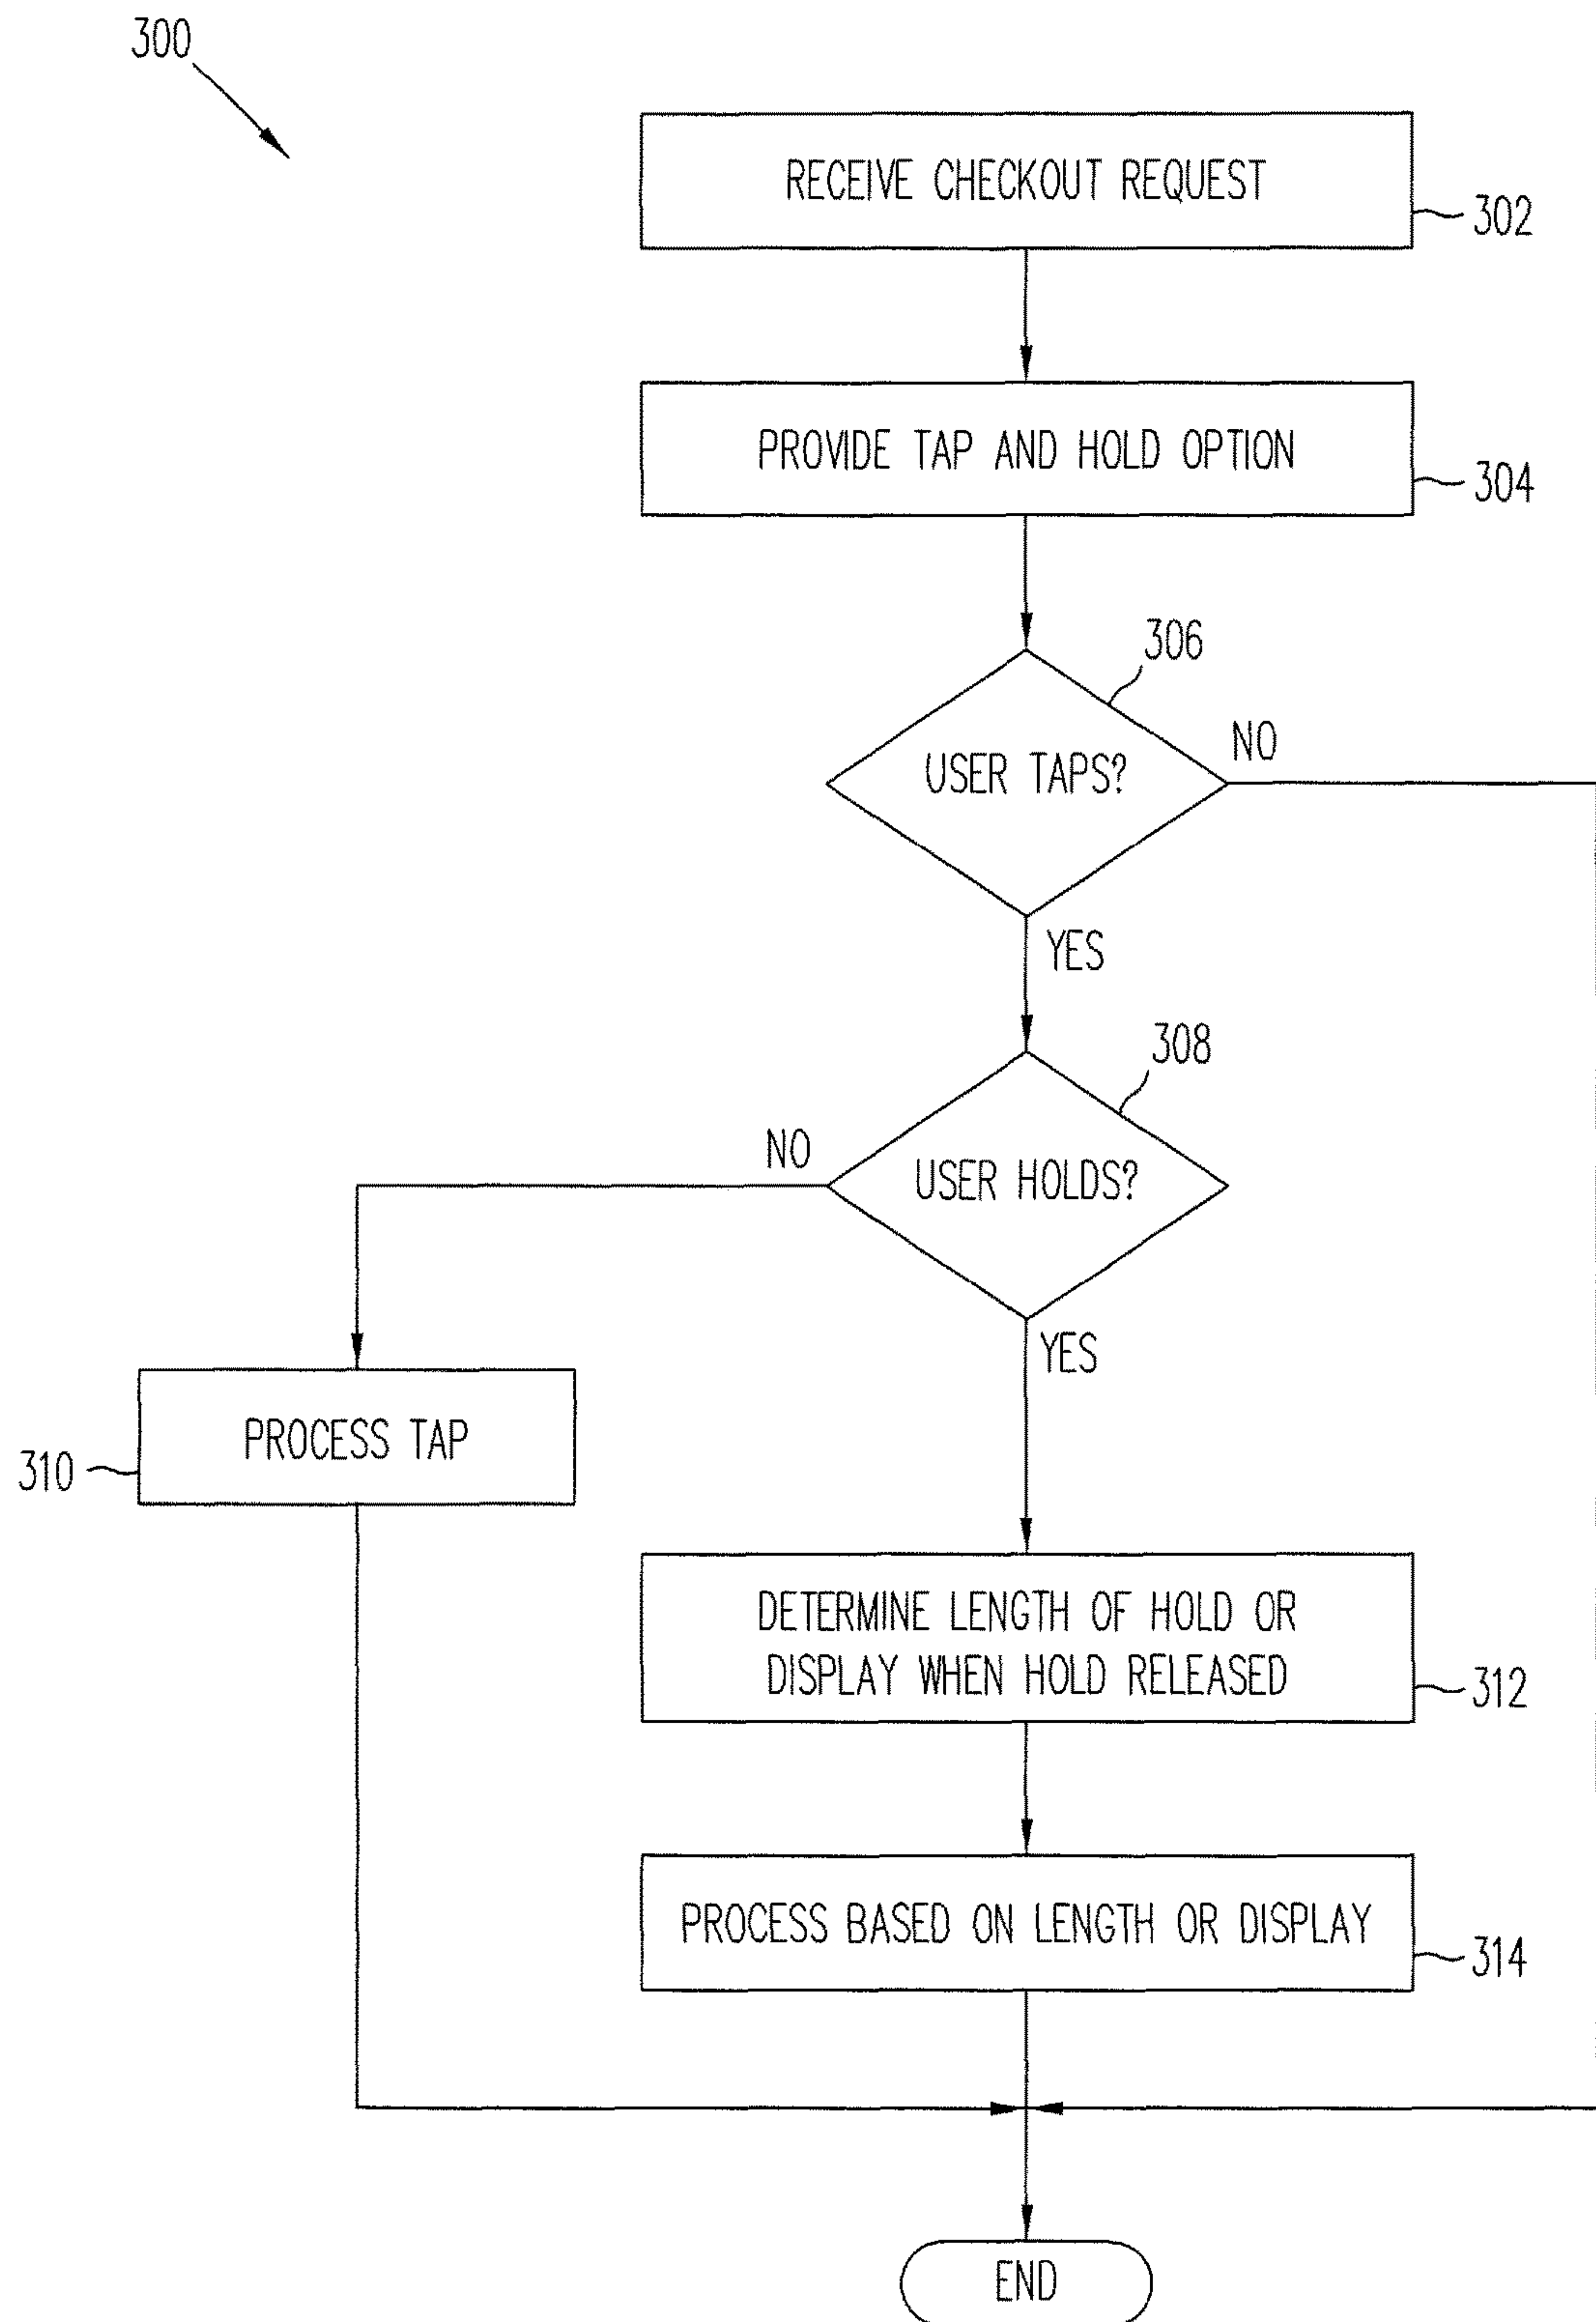 300
RECEIVE CHECKOUT REQUEST
302
PROVIDE TAP AND HOLD OPTION
304
306
USER TAPS?
NO
YES
308
NO
USER HOLDS?
YES
PROCESS TAP
310
DETERMINE LENGTH OF HOLD OR
DISPLAY WHEN HOLD RELEASED
312
PROCESS BASED ON LENGTH OR DISPLAY
314
END